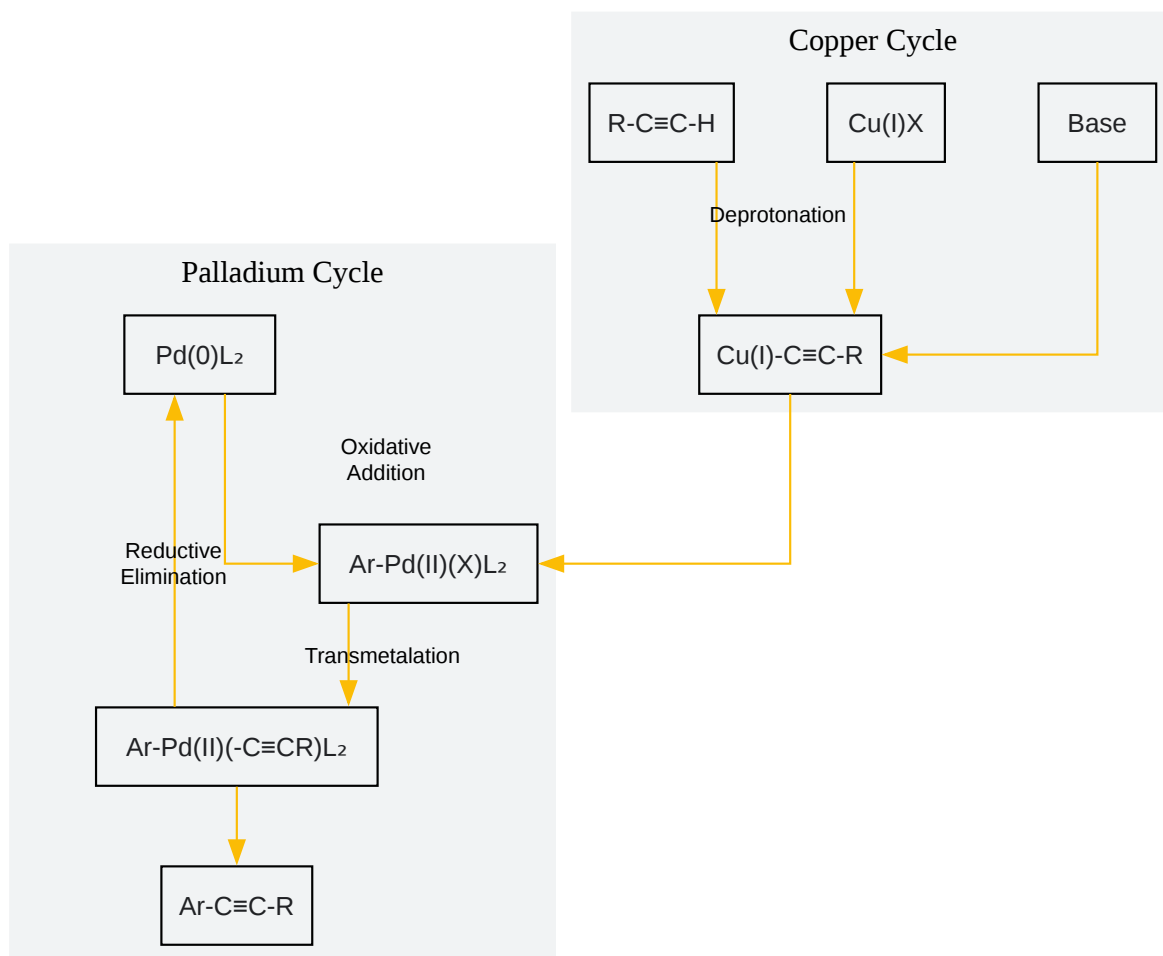 Copper Cycle
R-C≡C-H
Cu(I)X
Base
Deprotonation
Cu(I)-C≡C-R
Palladium Cycle
Pd(0)L₂
Oxidative
Addition
Reductive
Elimination
Ar-Pd(II)(X)L₂
Transmetalation
Ar-Pd(II)(-C≡CR)L₂
Ar-C≡C-R